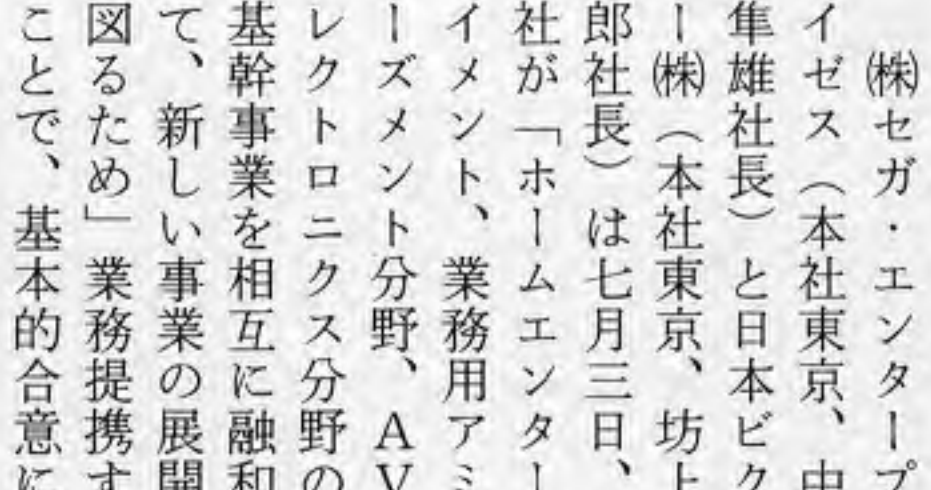 ㈱セガ・エンタープ
イゼス（本社東京、中
隼雄社長）と日本ビク
ー㈱（本社東京、坊上
郎社長）は七月三日、
社が「ホームエンター
イメント、業務用アミ
ーズメント分野、ＡＶ
レクトロニクス分野の
基幹事業を相互に融和
て、新しい事業の展開
図るため」業務提携す
ことで、基本的合意に